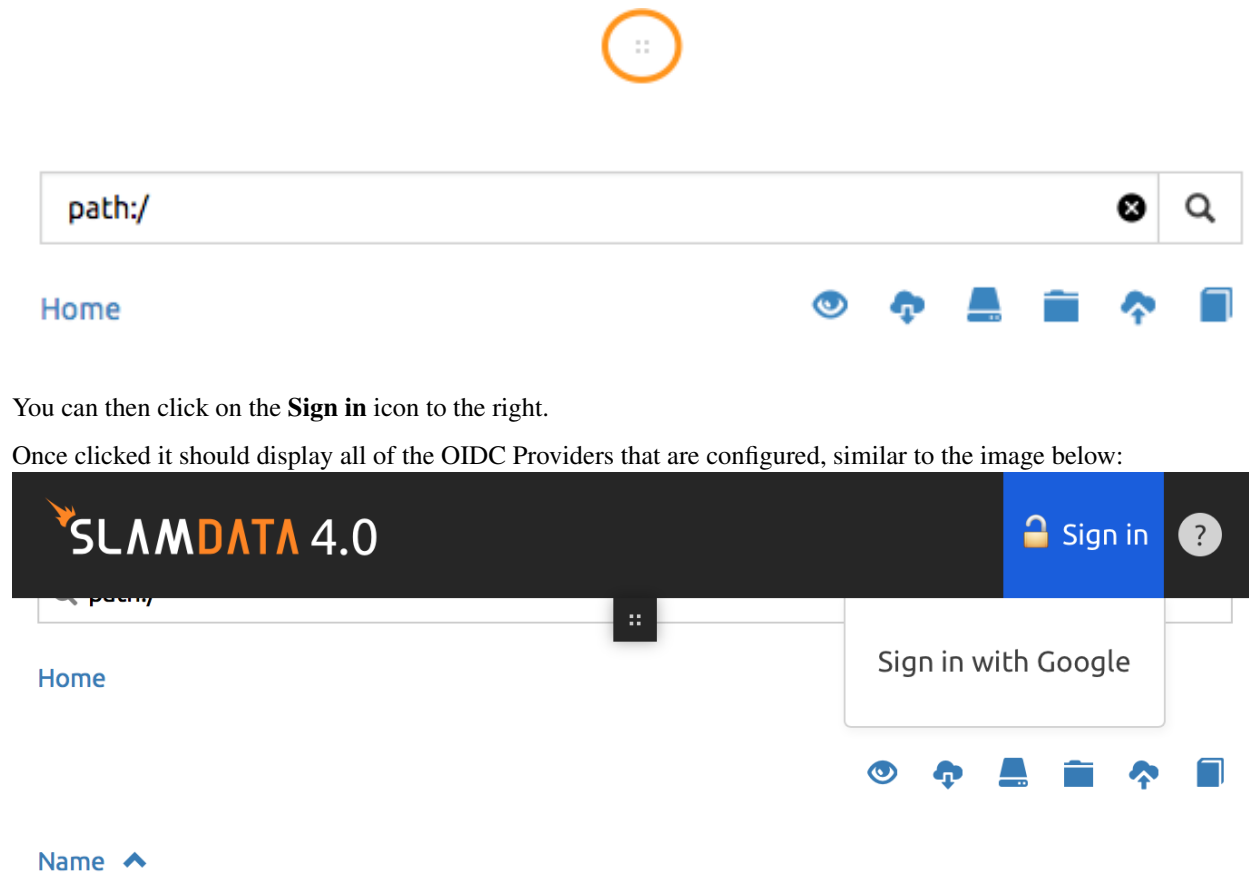 path:/
Home
You can then click on the Sign in icon to the right.
Once clicked it should display all of the OIDC Providers that are configured, similar to the image below:
SLAMDATA 4.0
Sign in
?
path:/
Home
Sign in with Google
Name